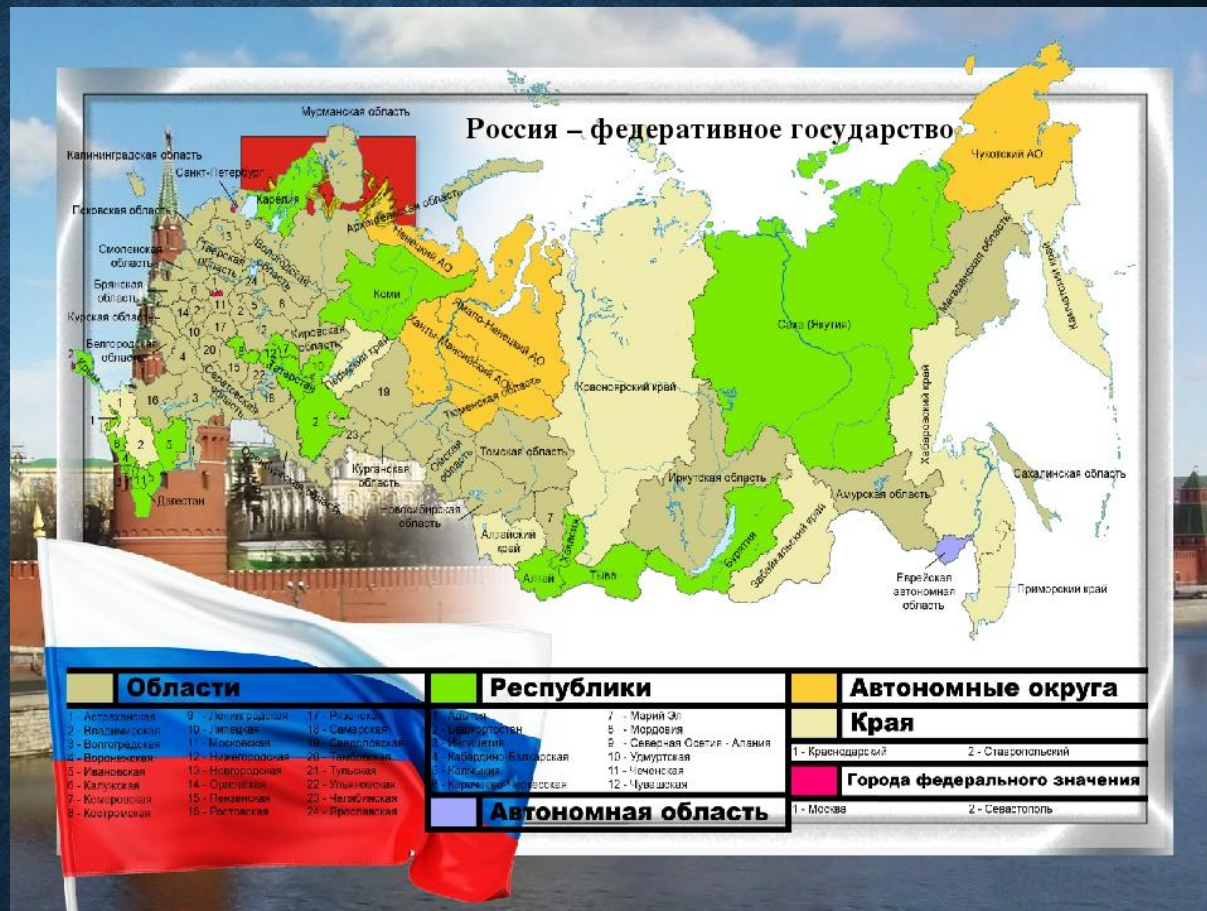 Мурманская область
Россия – федеративное государство
Калининградская область
Санкт-Петербург
Чукотский АО
Карелия
Псковская область
Архангельская область
Ненецкий АО
Смоленская
область
Тверская
область
Вологодская
область
Магаданская область
Камчатский край
Брянская
область
Коми
Ямало-Ненецкий АО
Саха (Якутия)
Курская область
Кировская
область
Ханты-Мансийский АО
Белгородская
область
Пермский край
Красноярский край
Крым
Татарстан
Саратовская
область
Тюменская область
Хабаровский край
Оренбургская область
Курганская
область
Омская
область
Томская область
Иркутская область
Амурская область
Сахалинская область
Дагестан
Новосибирская
область
Алтайский
край
Хакасия
Алтай
Тыва
Бурятия
Забайкальский край
Еврейская
автономная
область
Приморский край
Области
1 - Астраханская
2 - Владимирская
3 - Волгоградская
4 - Воронежская
5 - Ивановская
6 - Калужская
7 - Кемеровская
8 - Костромская
9 - Ленинградская
10 - Липецкая
11 - Московская
12 - Нижегородская
13 - Новгородская
14 - Орловская
15 - Пензенская
16 - Ростовская
17 - Рязанская
18 - Самарская
19 - Свердловская
20 - Тамбовская
21 - Тульская
22 - Ульяновская
23 - Челябинская
24 - Ярославская
Республики
1 - Адыгея
2 - Башкортостан
3 - Ингушетия
4 - Кабардино-Балкарская
5 - Калмыкия
6 - Карачаево-Черкесская
7 - Марий Эл
8 - Мордовия
9 - Северная Осетия - Алания
10 - Удмуртская
11 - Чеченская
12 - Чувашская
Автономная область
Автономные округа
Края
1 - Краснодарский
2 - Ставропольский
Города федерального значения
1 - Москва
2 - Севастополь